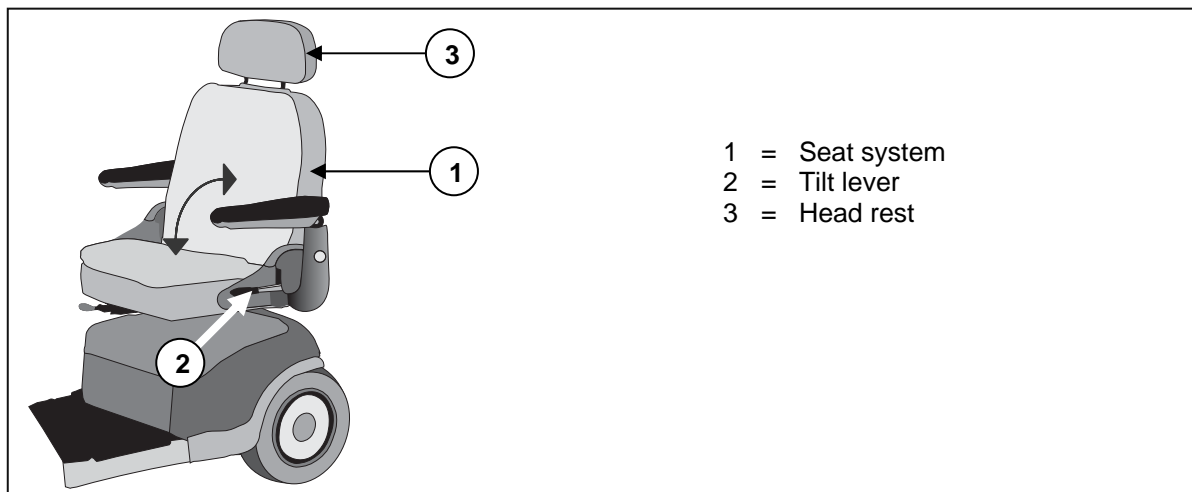 3
1
2
1 = Seat system
2 = Tilt lever
3 = Head rest